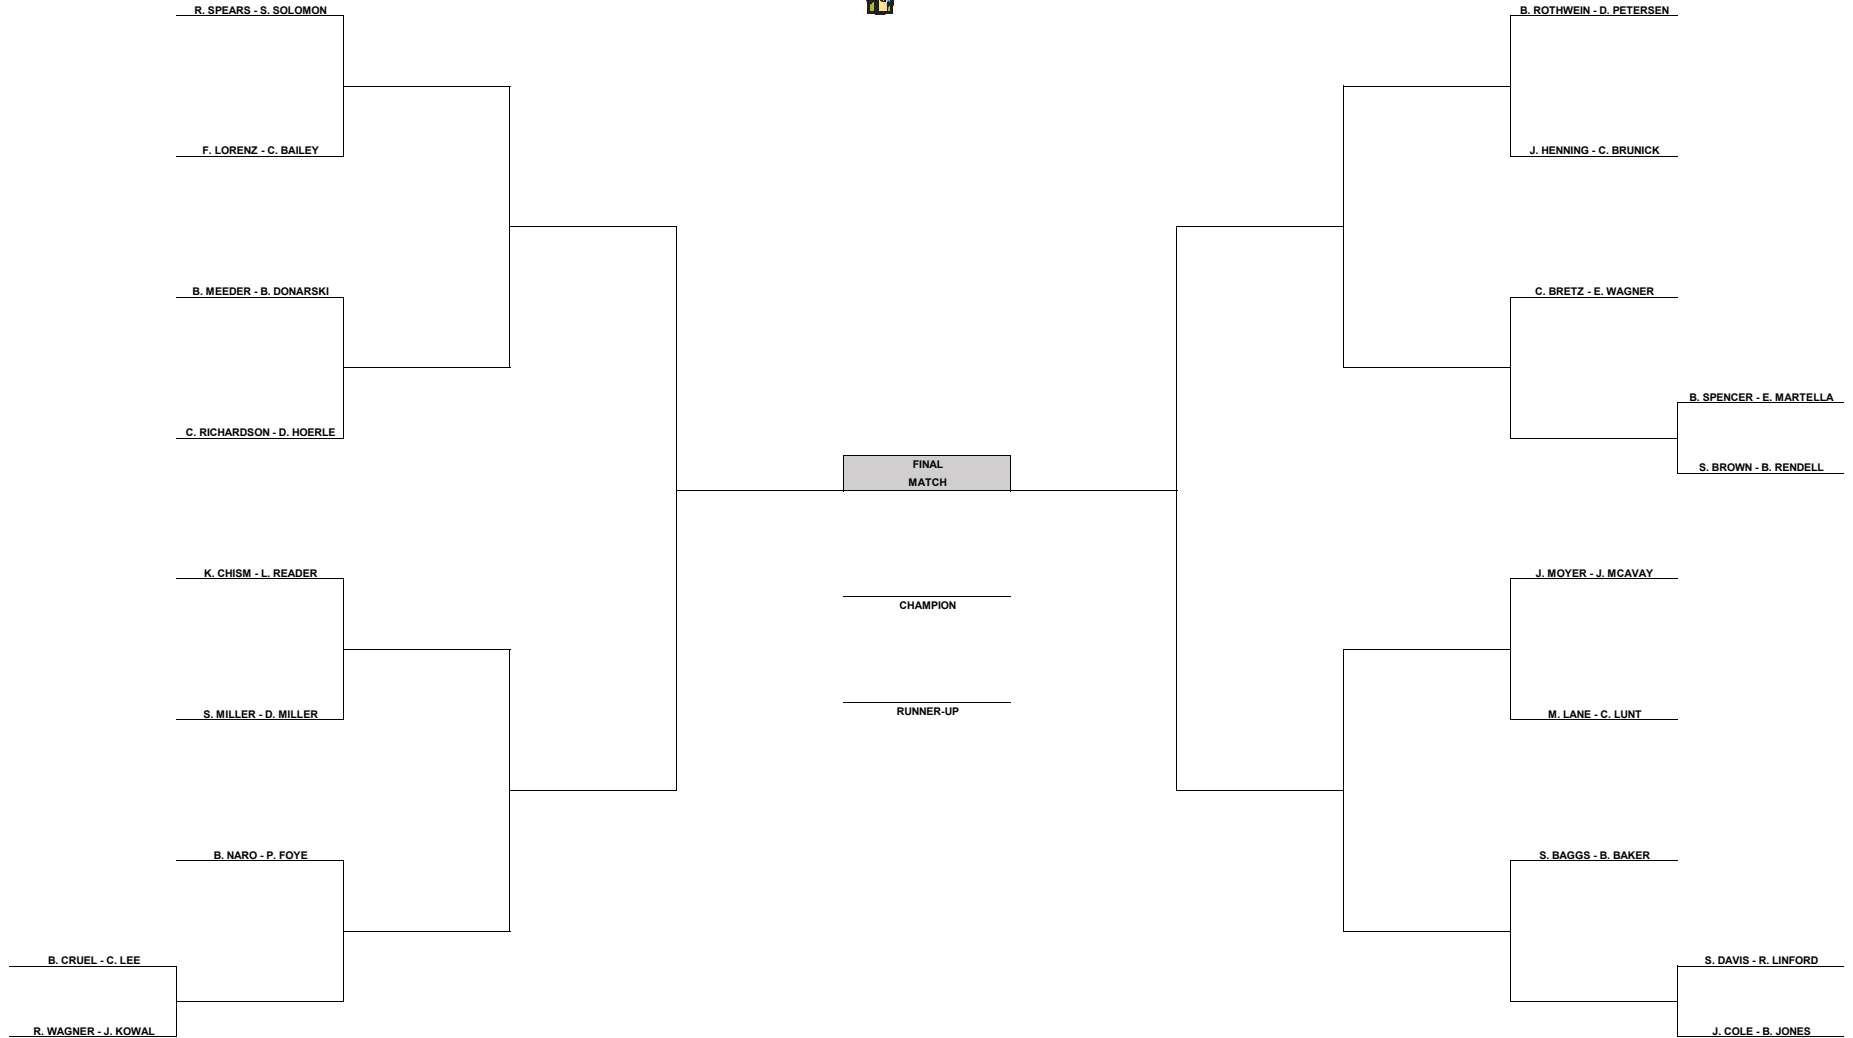 R. SPEARS - S. SOLOMON
B. ROTHWEIN - D. PETERSEN
F. LORENZ - C. BAILEY
J. HENNING - C. BRUNICK
B. MEEDER - B. DONARSKI
C. BRETZ - E. WAGNER
B. SPENCER - E. MARTELLA
C. RICHARDSON - D. HOERLE
FINAL
MATCH
S. BROWN - B. RENDELL
K. CHISM - L. READER
J. MOYER - J. MCAVAY
CHAMPION
S. MILLER - D. MILLER
RUNNER-UP
M. LANE - C. LUNT
B. NARO - P. FOYE
S. BAGGS - B. BAKER
B. CRUEL - C. LEE
S. DAVIS - R. LINFORD
R. WAGNER - J. KOWAL
J. COLE - B. JONES